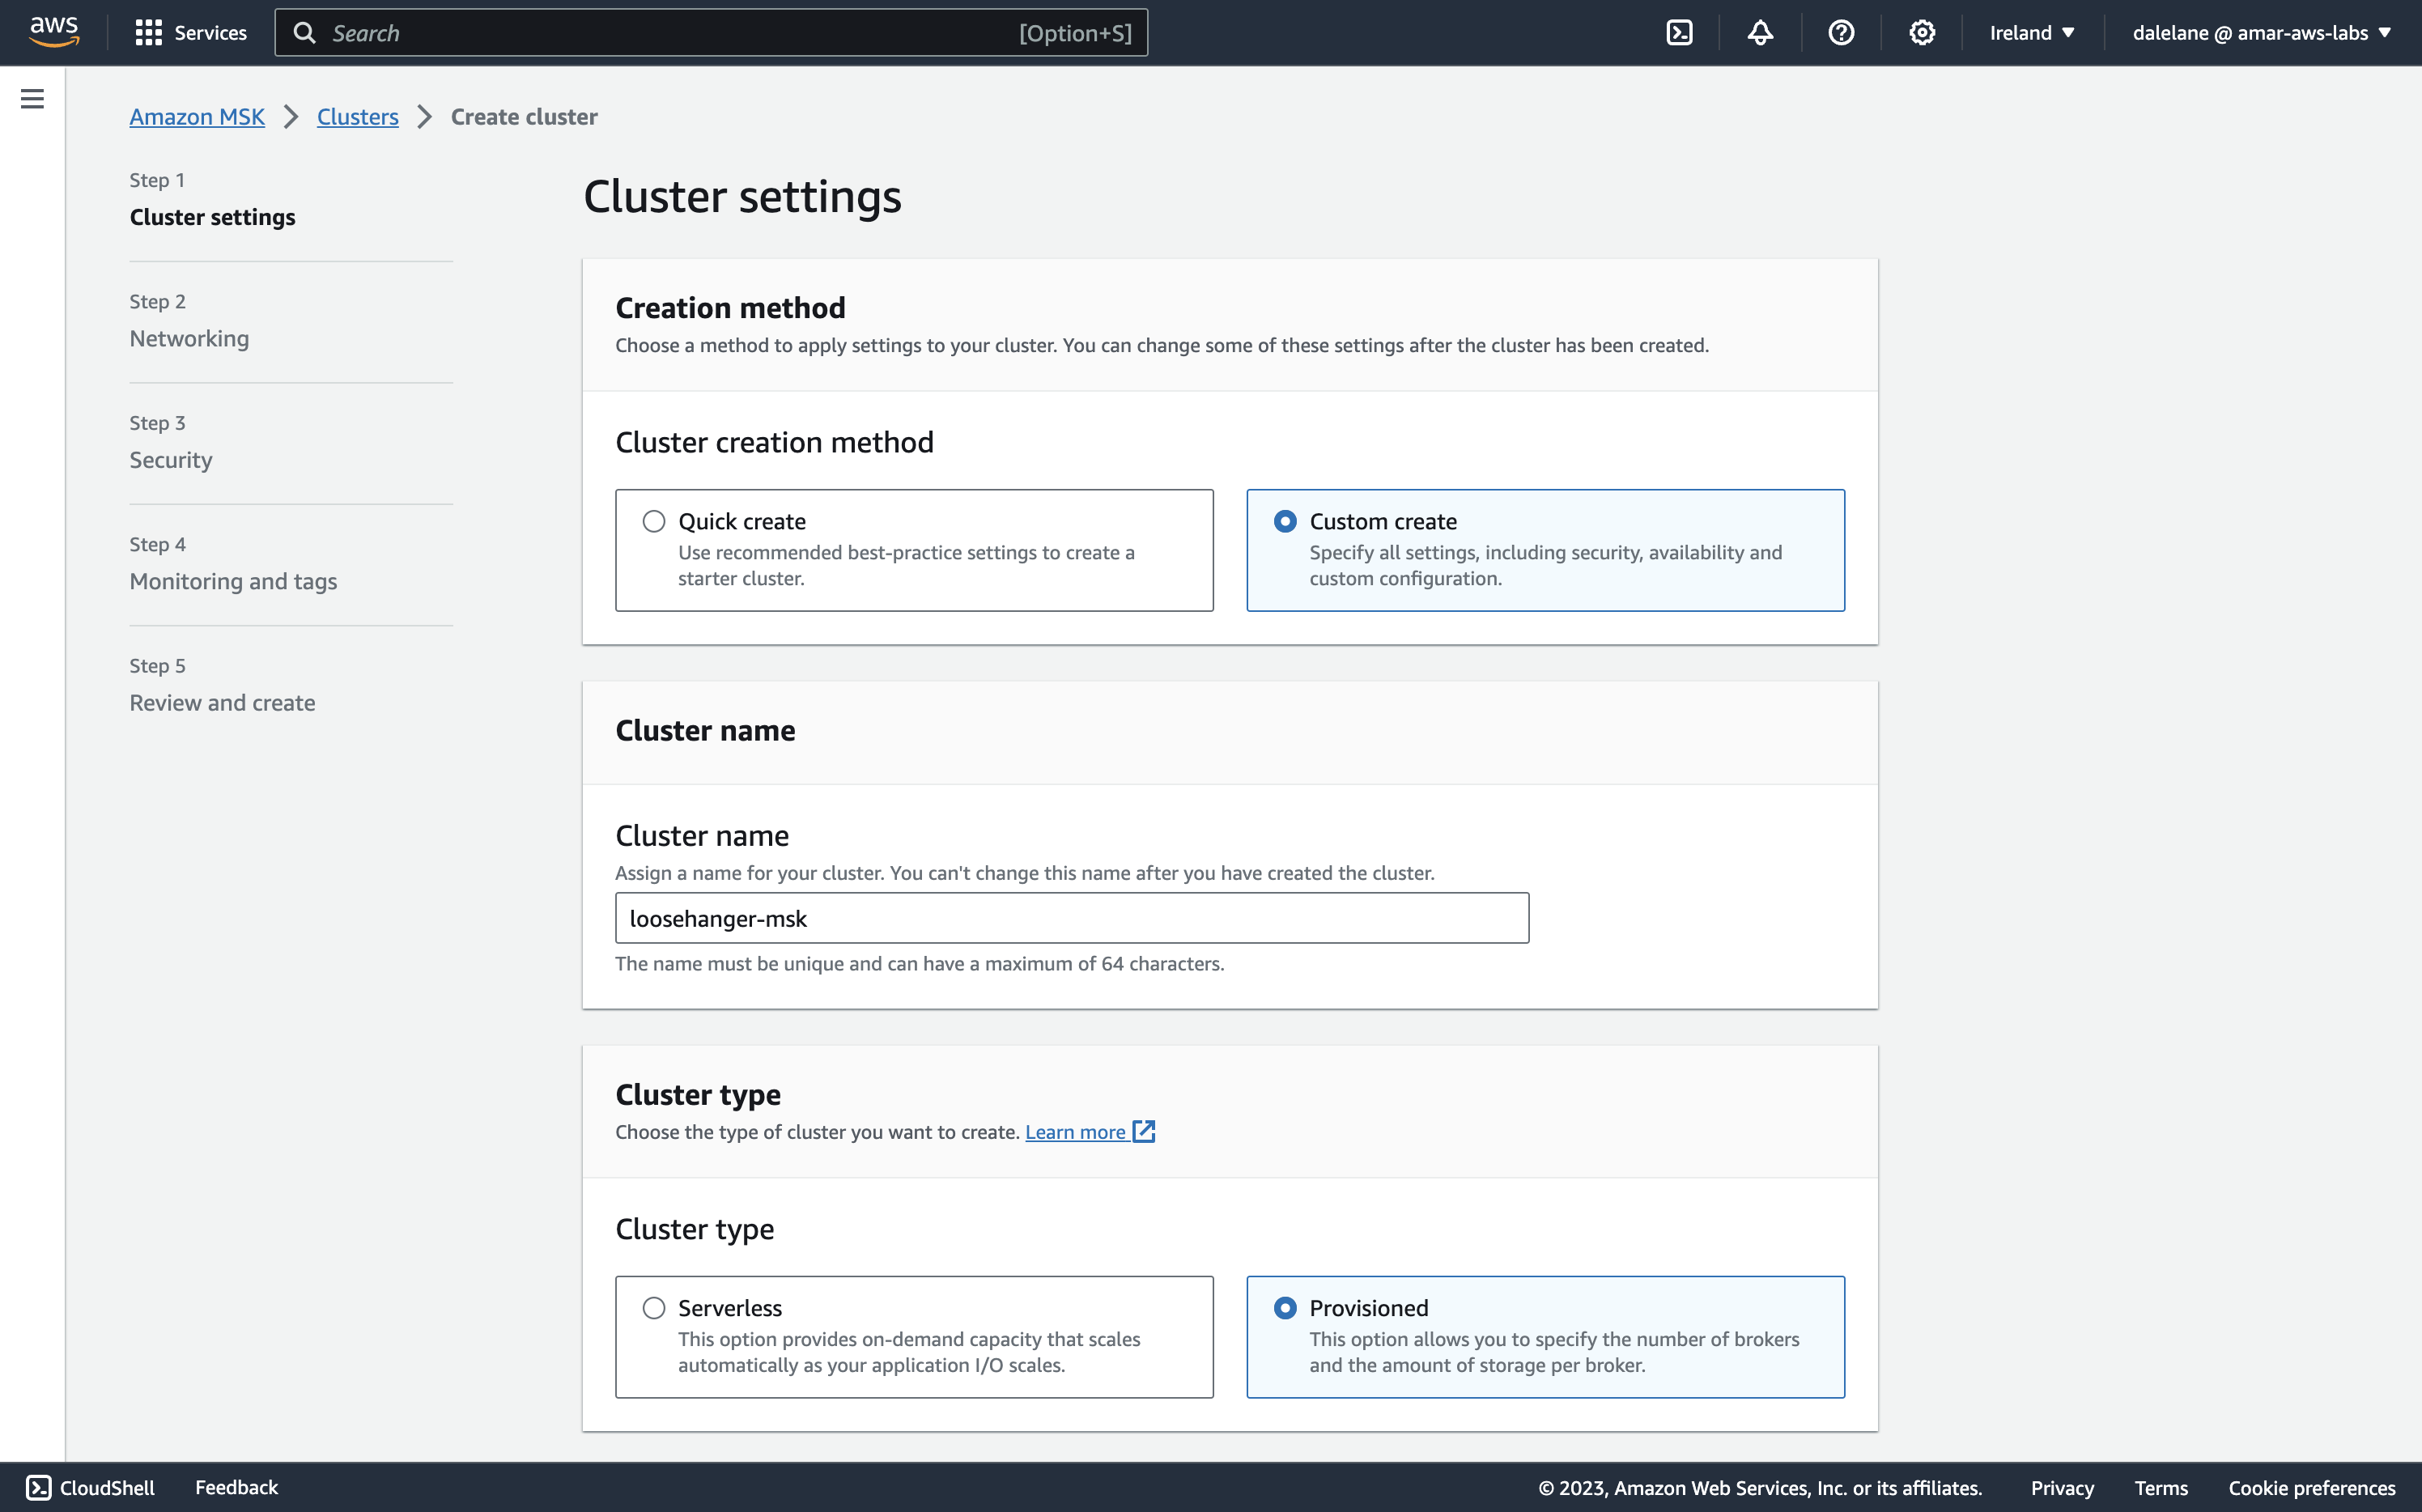 aws
Services
Search
[Option+S]
Ireland
dalelane @ amar-aws-labs
Amazon MSK
Clusters
Create cluster
Step 1
Cluster settings
Step 2
Networking
Step 3
Security
Step 4
Monitoring and tags
Step 5
Review and create
Cluster settings
Creation method
Choose a method to apply settings to your cluster. You can change some of these settings after the cluster has been created.
Cluster creation method
Quick create
Use recommended best-practice settings to create a
starter cluster.
Custom create
Specify all settings, including security, availability and
custom configuration.
Cluster name
Cluster name
Assign a name for your cluster. You can't change this name after you have created the cluster.
loosehanger-msk
The name must be unique and can have a maximum of 64 characters.
Cluster type
Choose the type of cluster you want to create. Learn more
Cluster type
Serverless
This option provides on-demand capacity that scales
automatically as your application I/O scales.
Provisioned
This option allows you to specify the number of brokers
and the amount of storage per broker.
CloudShell
Feedback
© 2023, Amazon Web Services, Inc. or its affiliates.
Privacy
Terms
Cookie preferences